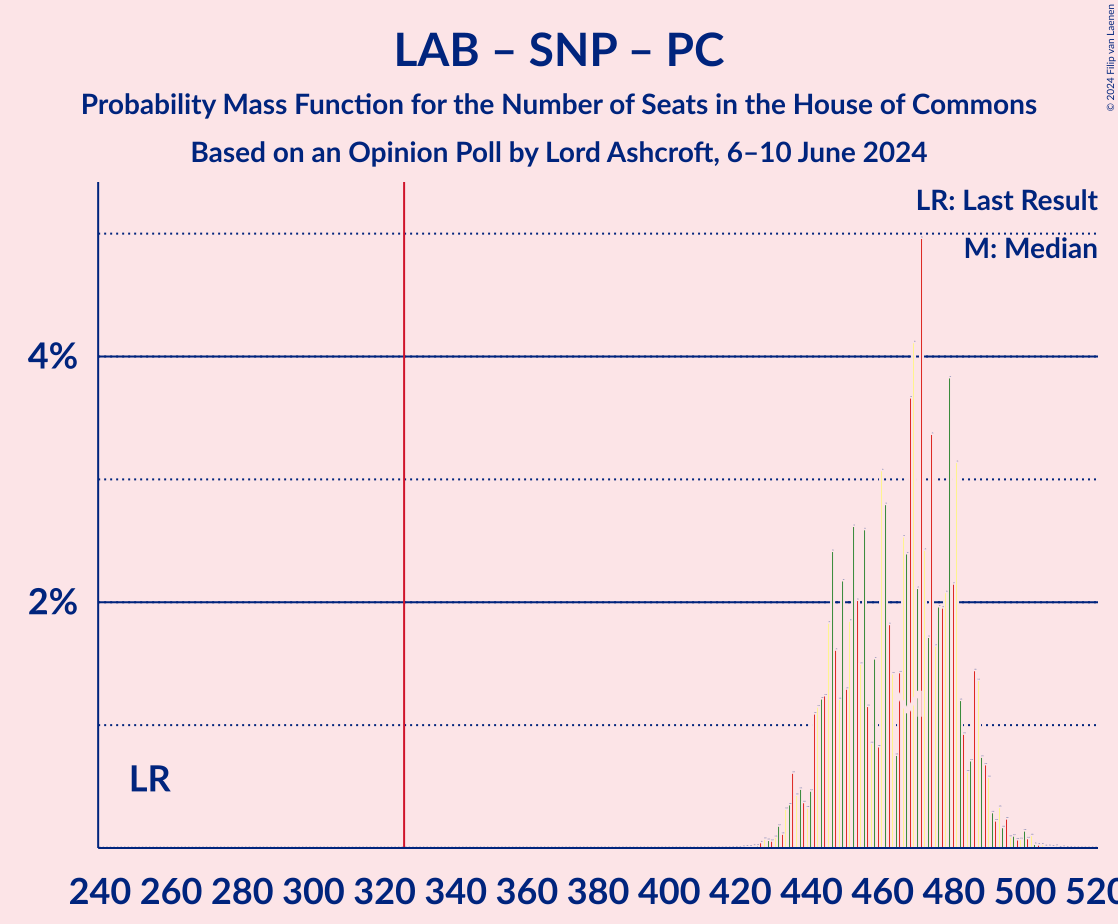 LAB – SNP – PC
Probability Mass Function for the Number of Seats in the House of Commons
Based on an Opinion Poll by Lord Ashcroft, 6–10 June 2024
© 2024 Filip van Laenen
LR: Last Result
M: Median
4%
2%
LR
240 260 280 300 320 340 360 380 400 420 440 460 480 500 520